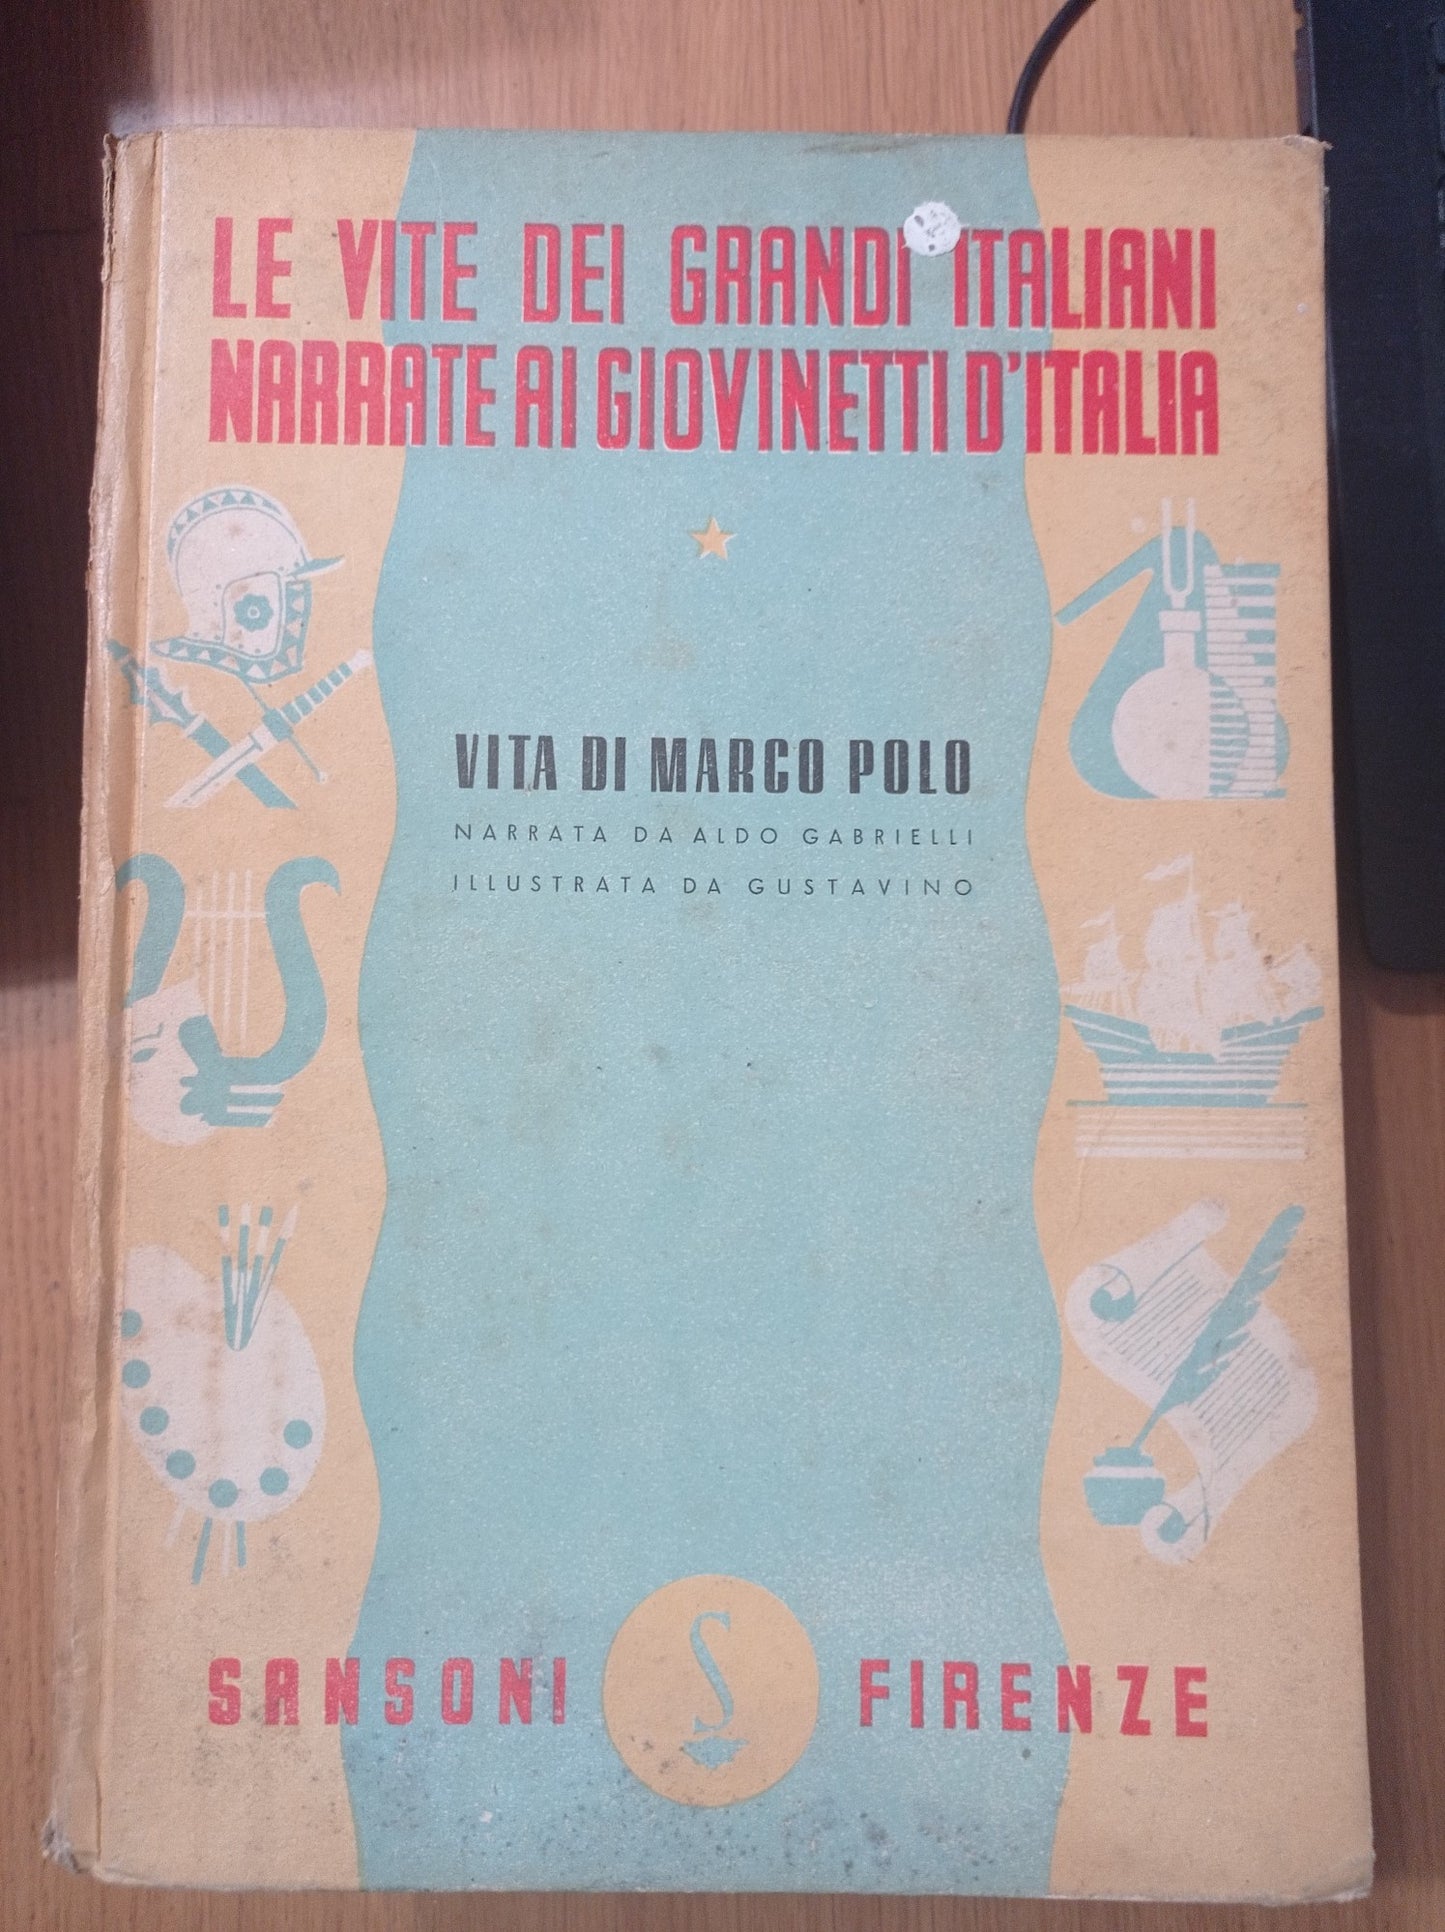 LE VITE DEI GRANDI ITALIANI
NARRATE AI GIOVINETTI D'ITALIA
VITA DI MARCO POLO
NARRATA DA ALDO GABRIELLI
ILLUSTRATA DA GUSTAVINO
SANSONI S FIRENZE